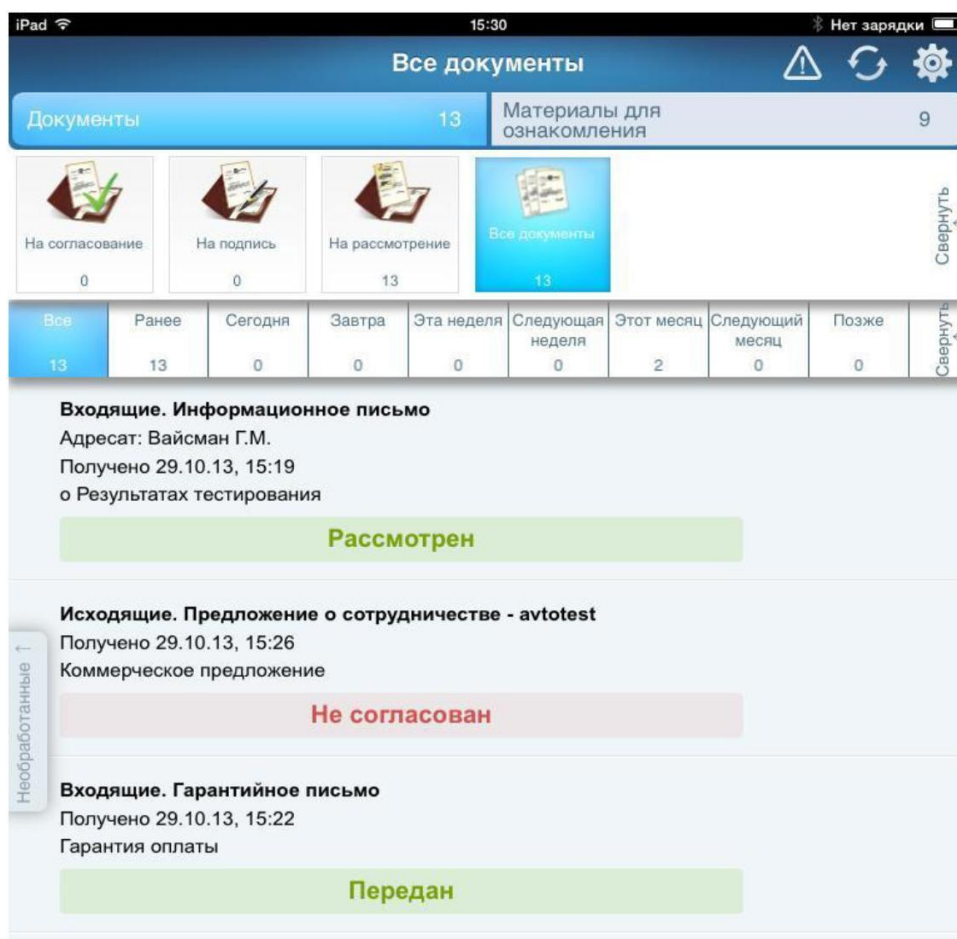 iPad 15:30 Нет зарядки
Все документы
Документы 13
Материалы для
ознакомления 9
На согласование
0
На подпись
0
На рассмотрение
13
Все документы
13
Свернуть
Все
13
Ранее
13
Сегодня
0
Завтра
0
Эта неделя
0
Следующая
неделя
0
Этот месяц
2
Следующий
месяц
0
Позже
0
Свернуть
Входящие. Информационное письмо
Адресат: Вайсман Г.М.
Получено 29.10.13, 15:19
о Результатах тестирования
Рассмотрен
Исходящие. Предложение о сотрудничестве - avtotest
Получено 29.10.13, 15:26
Коммерческое предложение
Не согласован
Необработанные ↑
Входящие. Гарантийное письмо
Получено 29.10.13, 15:22
Гарантия оплаты
Передан